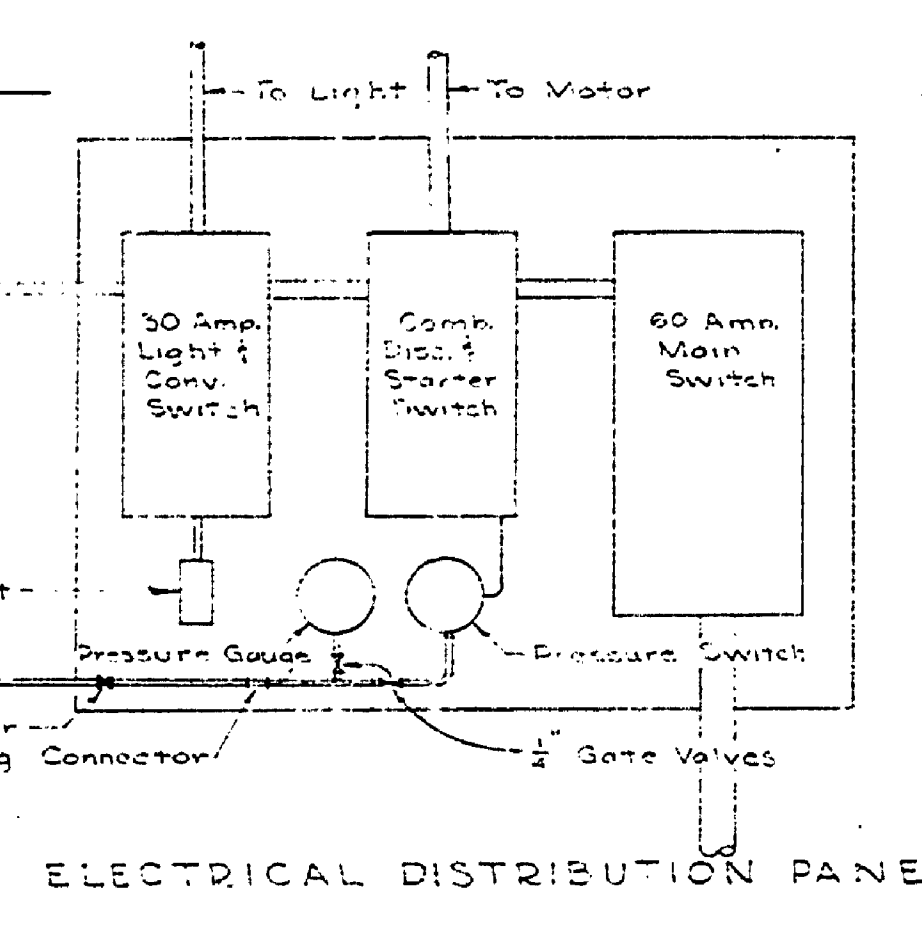 To Light
To Motor
30 Amp.
Light &
Conv.
Switch
Comb.
Disc. &
Starter
Switch
60 Amp.
Main
Switch
Pressure Gauge
Pressure Switch
Connector
1/4" Gate Valves
ELECTRICAL DISTRIBUTION PANE